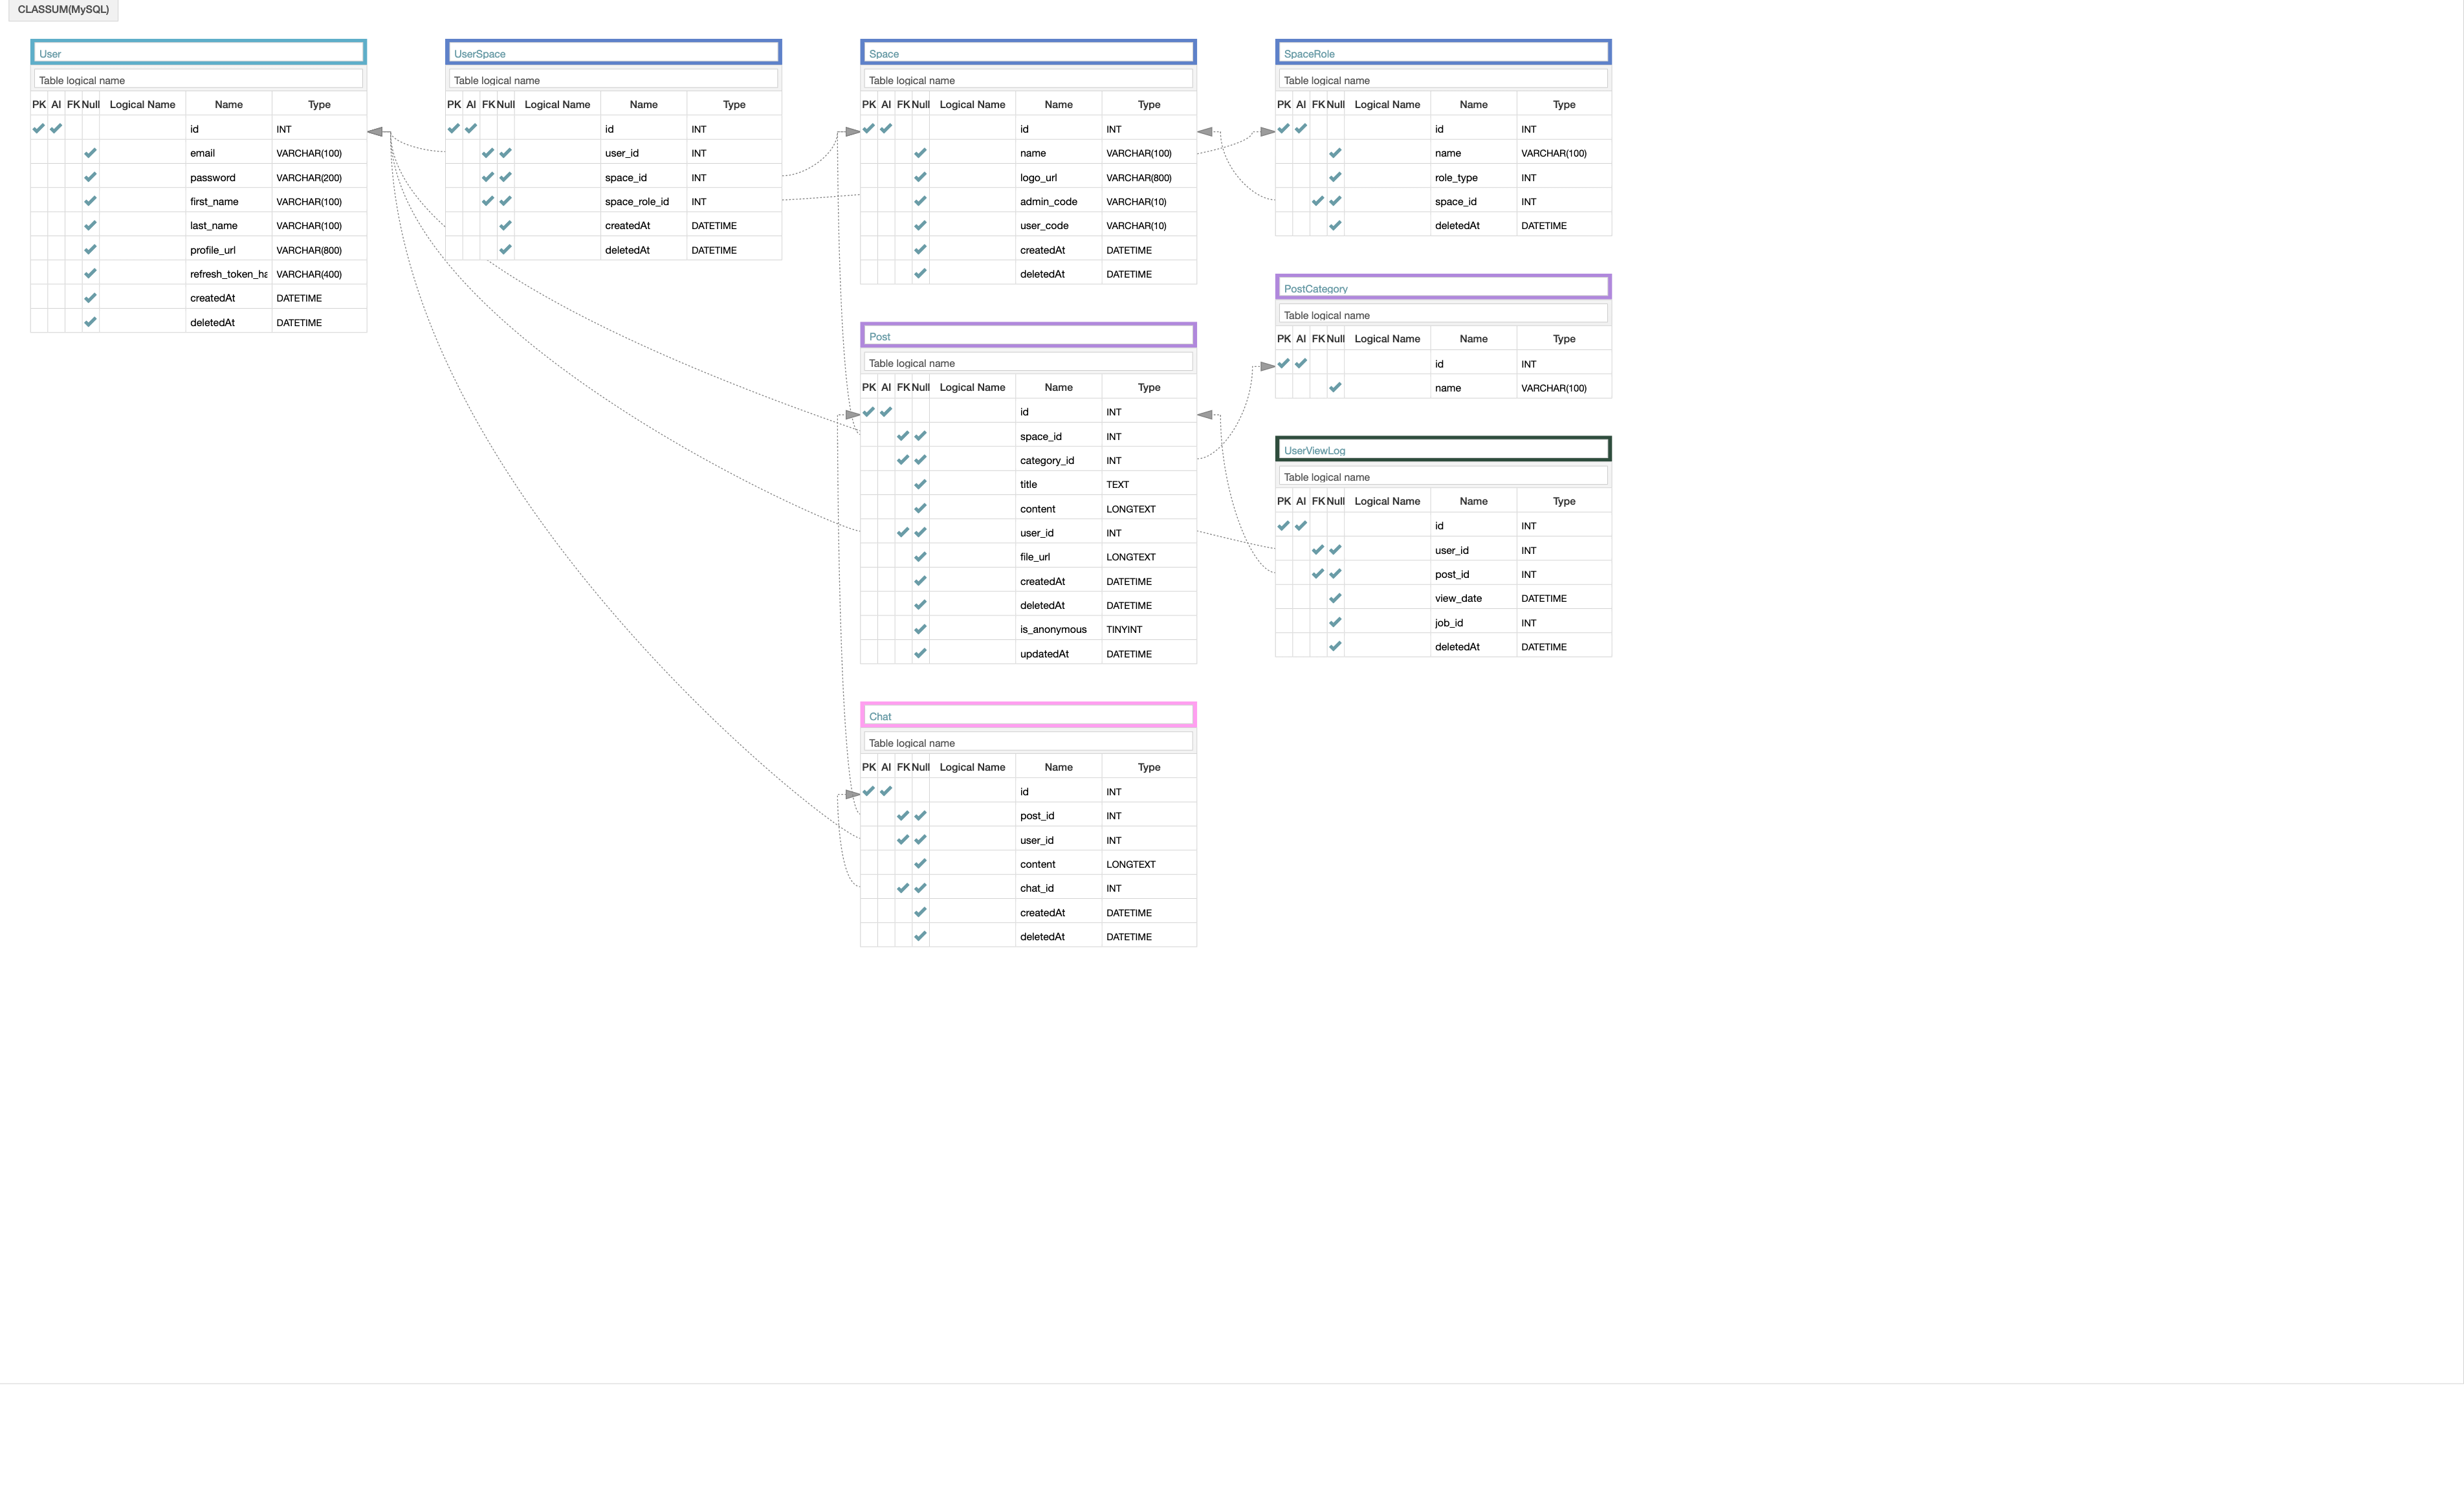 CLASSUM(MySQL)
User
Table logical name
PK AI FK Null Logical Name Name Type
id INT
email VARCHAR(100)
password VARCHAR(200)
first_name VARCHAR(100)
last_name VARCHAR(100)
profile_url VARCHAR(800)
refresh_token_ha VARCHAR(400)
createdAt DATETIME
deletedAt DATETIME
UserSpace
Table logical name
PK AI FK Null Logical Name Name Type
id INT
user_id INT
space_id INT
space_role_id INT
createdAt DATETIME
deletedAt DATETIME
Space
Table logical name
PK AI FK Null Logical Name Name Type
id INT
name VARCHAR(100)
logo_url VARCHAR(800)
admin_code VARCHAR(10)
user_code VARCHAR(10)
createdAt DATETIME
deletedAt DATETIME
SpaceRole
Table logical name
PK AI FK Null Logical Name Name Type
id INT
name VARCHAR(100)
role_type INT
space_id INT
deletedAt DATETIME
PostCategory
Table logical name
PK AI FK Null Logical Name Name Type
id INT
name VARCHAR(100)
Post
Table logical name
PK AI FK Null Logical Name Name Type
id INT
space_id INT
category_id INT
title TEXT
content LONGTEXT
user_id INT
file_url LONGTEXT
createdAt DATETIME
deletedAt DATETIME
is_anonymous TINYINT
updatedAt DATETIME
UserViewLog
Table logical name
PK AI FK Null Logical Name Name Type
id INT
user_id INT
post_id INT
view_date DATETIME
job_id INT
deletedAt DATETIME
Chat
Table logical name
PK AI FK Null Logical Name Name Type
id INT
post_id INT
user_id INT
content LONGTEXT
chat_id INT
createdAt DATETIME
deletedAt DATETIME